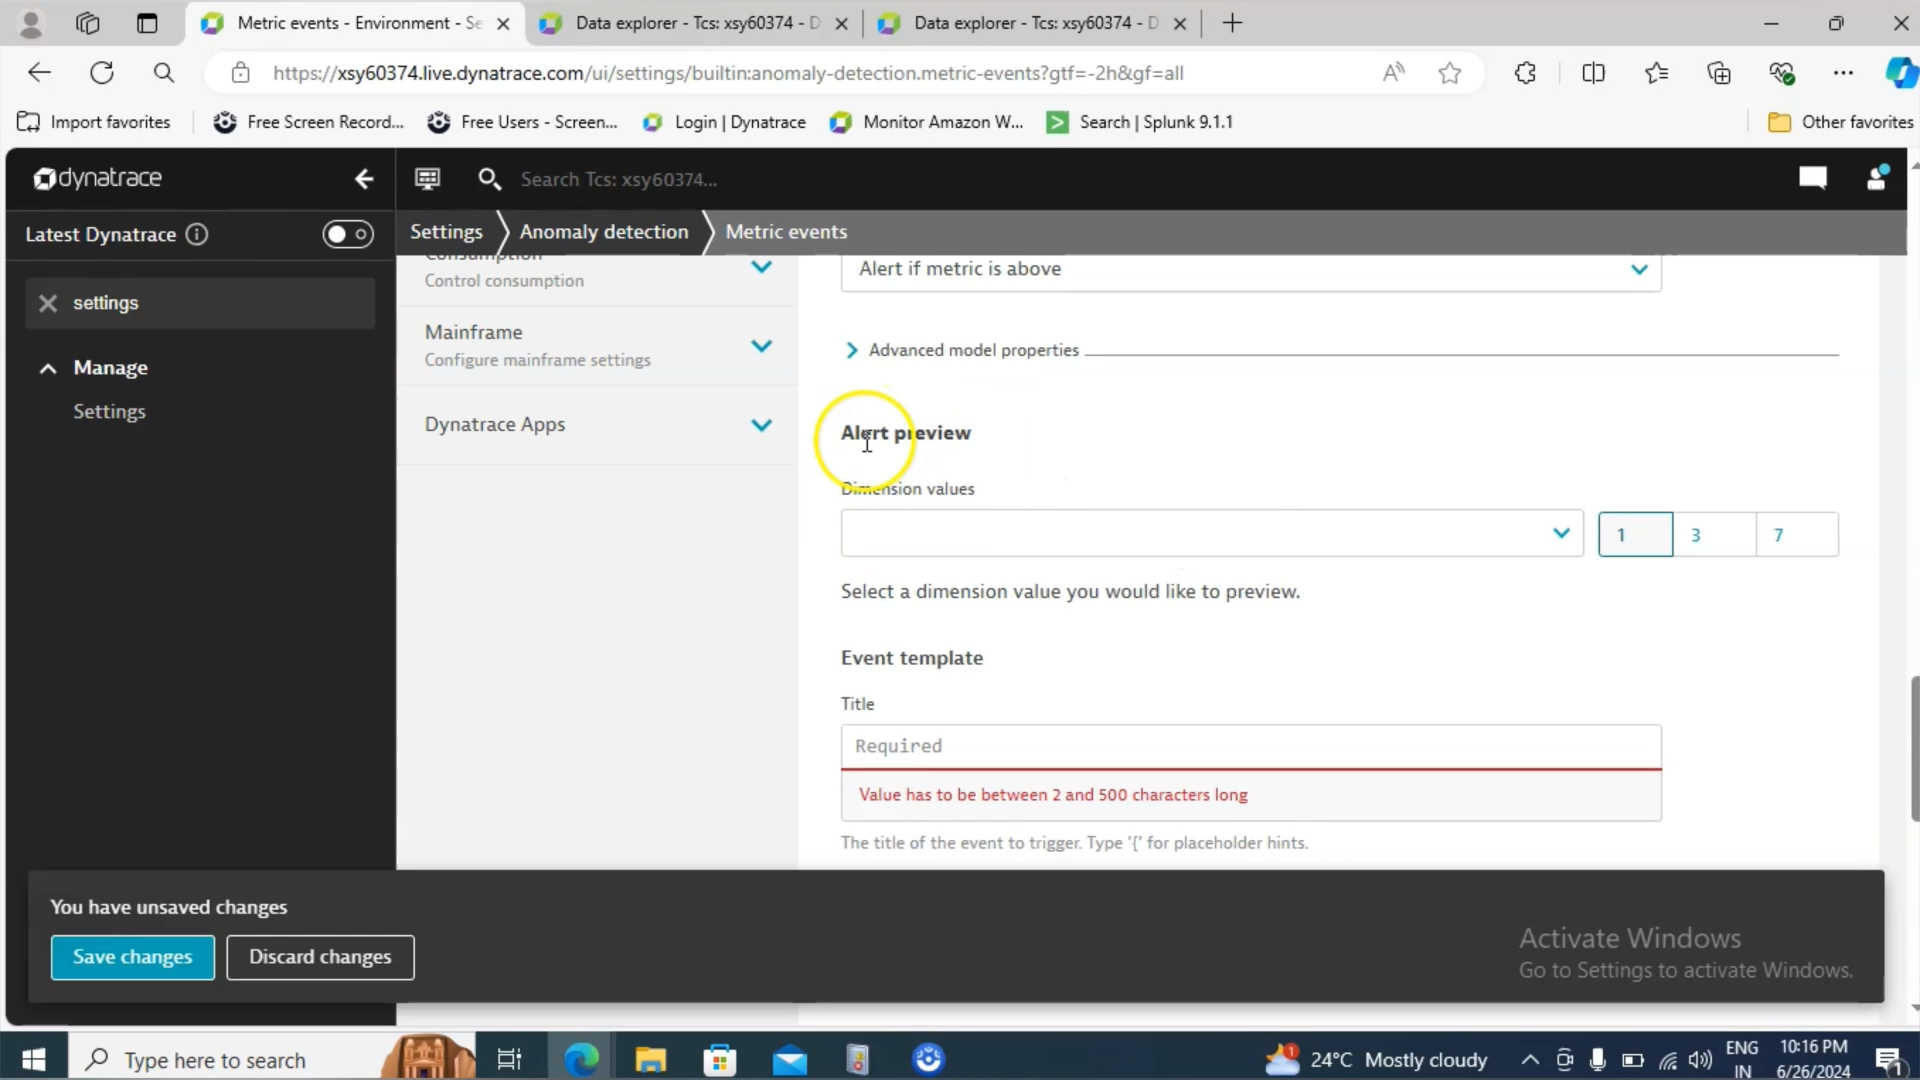 Metric events - Environment - Se
Data explorer - Tcs: xsy60374 - D
Data explorer - Tcs: xsy60374 - D
https://xsy60374.live.dynatrace.com/ui/settings/builtin:anomaly-detection.metric-events?gtf=-2h&gf=all
Import favorites
Free Screen Record...
Free Users - Screen...
Login | Dynatrace
Monitor Amazon W...
Search | Splunk 9.1.1
Other favorites
dynatrace
Search Tcs: xsy60374...
Latest Dynatrace
Settings
Anomaly detection
Metric events
settings
Manage
Settings
Consumption
Control consumption
Mainframe
Configure mainframe settings
Dynatrace Apps
Alert if metric is above
Advanced model properties
Alert preview
Dimension values
1 3 7
Select a dimension value you would like to preview.
Event template
Title
Required
Value has to be between 2 and 500 characters long
The title of the event to trigger. Type '{' for placeholder hints.
You have unsaved changes
Save changes
Discard changes
Activate Windows
Go to Settings to activate Windows.
Type here to search
1
24°C Mostly cloudy
ENG
IN
10:16 PM
6/26/2024
1